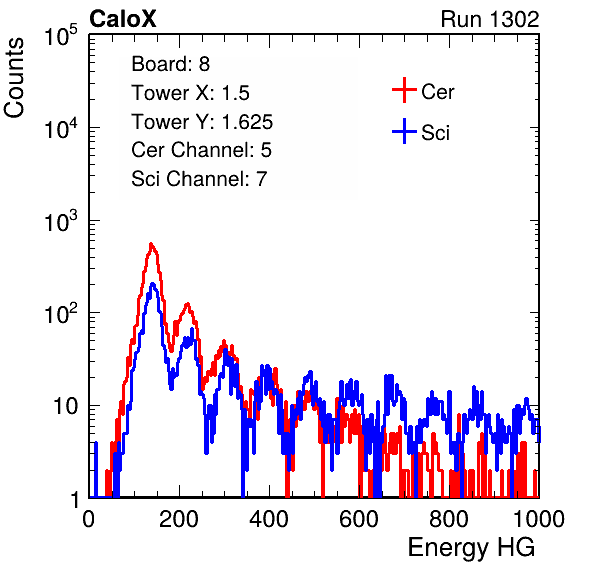 CaloX Run 1302
Counts
10^5
10^4
10^3
10^2
10
1
Board: 8
Tower X: 1.5
Tower Y: 1.625
Cer Channel: 5
Sci Channel: 7
Cer
Sci
0 200 400 600 800 1000
Energy HG